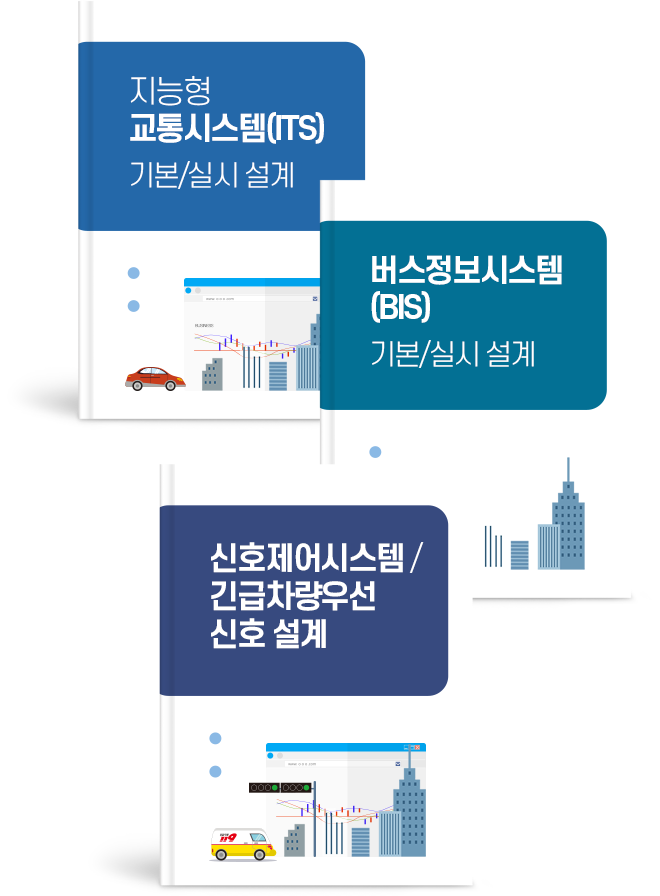 지능형
교통시스템(ITS)
기본/실시 설계
버스정보시스템
(BIS)
기본/실시 설계
신호제어시스템 /
긴급차량우선
신호 설계
119